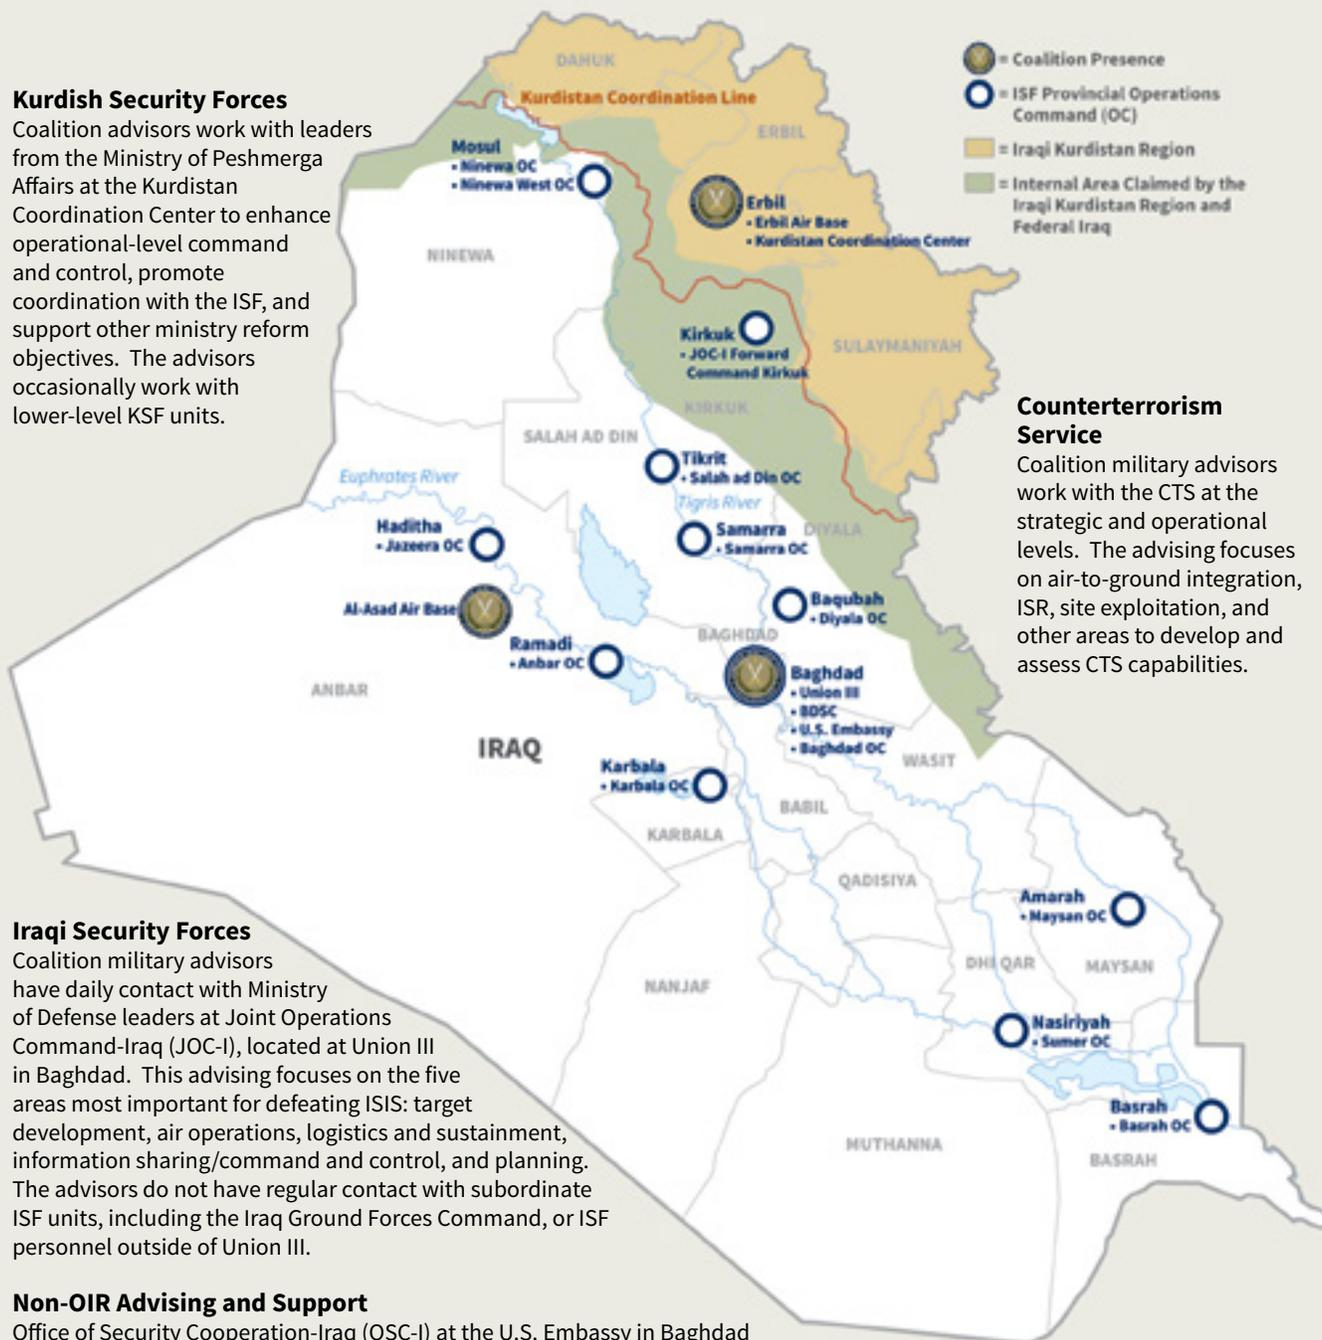 Kurdish Security Forces
Coalition advisors work with leaders
from the Ministry of Peshmerga
Affairs at the Kurdistan
Coordination Center to enhance
operational-level command
and control, promote
coordination with the ISF, and
support other ministry reform
objectives. The advisors
occasionally work with
lower-level KSF units.
= Coalition Presence
= ISF Provincial Operations
Command (OC)
= Iraqi Kurdistan Region
= Internal Area Claimed by the
Iraqi Kurdistan Region and
Federal Iraq
DAHUK
Kurdistan Coordination Line
ERBIL
Mosul
• Ninewa OC
• Ninewa West OC
Erbil
• Erbil Air Base
• Kurdistan Coordination Center
NINEWA
Kirkuk
• JOC-I Forward
Command Kirkuk
SULAYMANIYAH
KIRKUK
SALAH AD DIN
Tikrit
• Salah ad Din OC
Euphrates River
Tigris River
Haditha
• Jazeera OC
Samarra
• Samarra OC
DIYALA
Al-Asad Air Base
Baqubah
• Diyala OC
BAGHDAD
Ramadi
• Anbar OC
Baghdad
• Union III
• BDSC
• U.S. Embassy
• Baghdad OC
ANBAR
IRAQ
WASIT
Karbala
• Karbala OC
BABIL
KARBALA
QADISIYA
Amarah
• Maysan OC
DHI QAR
MAYSAN
NANJAF
Nasiriyah
• Sumer OC
Basrah
• Basrah OC
MUTHANNA
BASRAH
Counterterrorism
Service
Coalition military advisors
work with the CTS at the
strategic and operational
levels. The advising focuses
on air-to-ground integration,
ISR, site exploitation, and
other areas to develop and
assess CTS capabilities.
Iraqi Security Forces
Coalition military advisors
have daily contact with Ministry
of Defense leaders at Joint Operations
Command-Iraq (JOC-I), located at Union III
in Baghdad. This advising focuses on the five
areas most important for defeating ISIS: target
development, air operations, logistics and sustainment,
information sharing/command and control, and planning.
The advisors do not have regular contact with subordinate
ISF units, including the Iraq Ground Forces Command, or ISF
personnel outside of Union III.
Non-OIR Advising and Support
Office of Security Cooperation-Iraq (OSC-I) at the U.S. Embassy in Baghdad